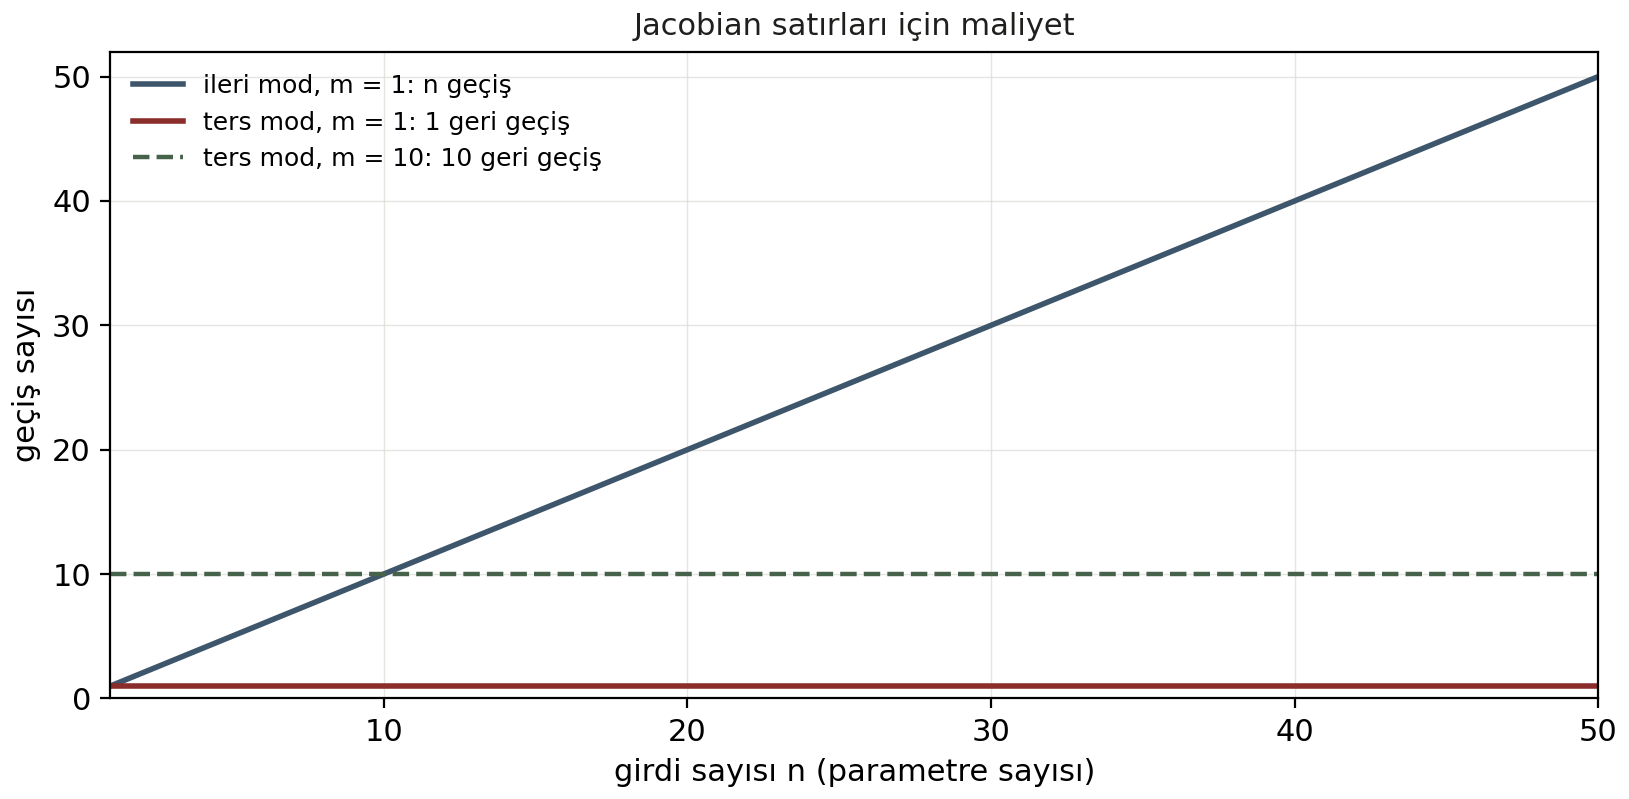 Jacobian satırları için maliyet
ileri mod, m = 1: n geçiş
ters mod, m = 1: 1 geri geçiş
ters mod, m = 10: 10 geri geçiş
geçiş sayısı
50
40
30
20
10
0
10 20 30 40 50
girdi sayısı n (parametre sayısı)